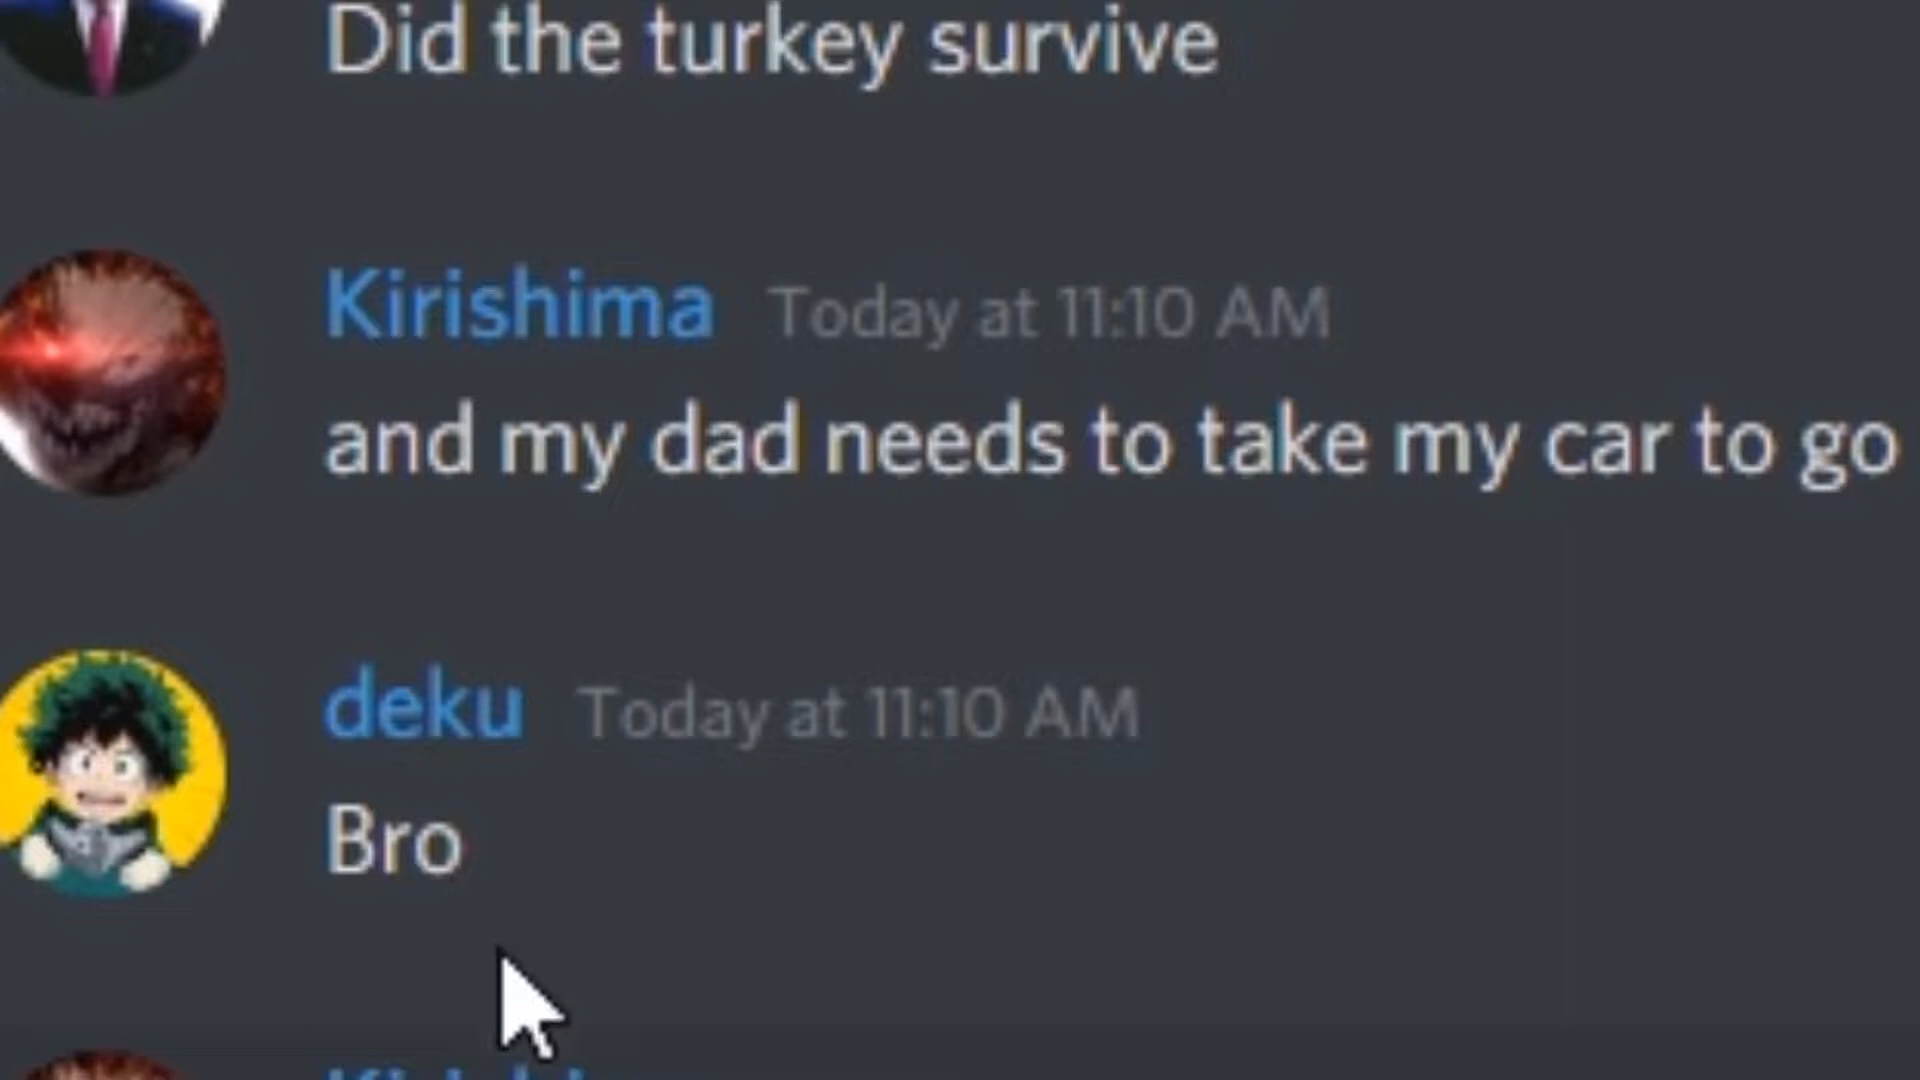 Did the turkey survive
Kirishima Today at 11:10 AM
and my dad needs to take my car to go
deku Today at 11:10 AM
Bro